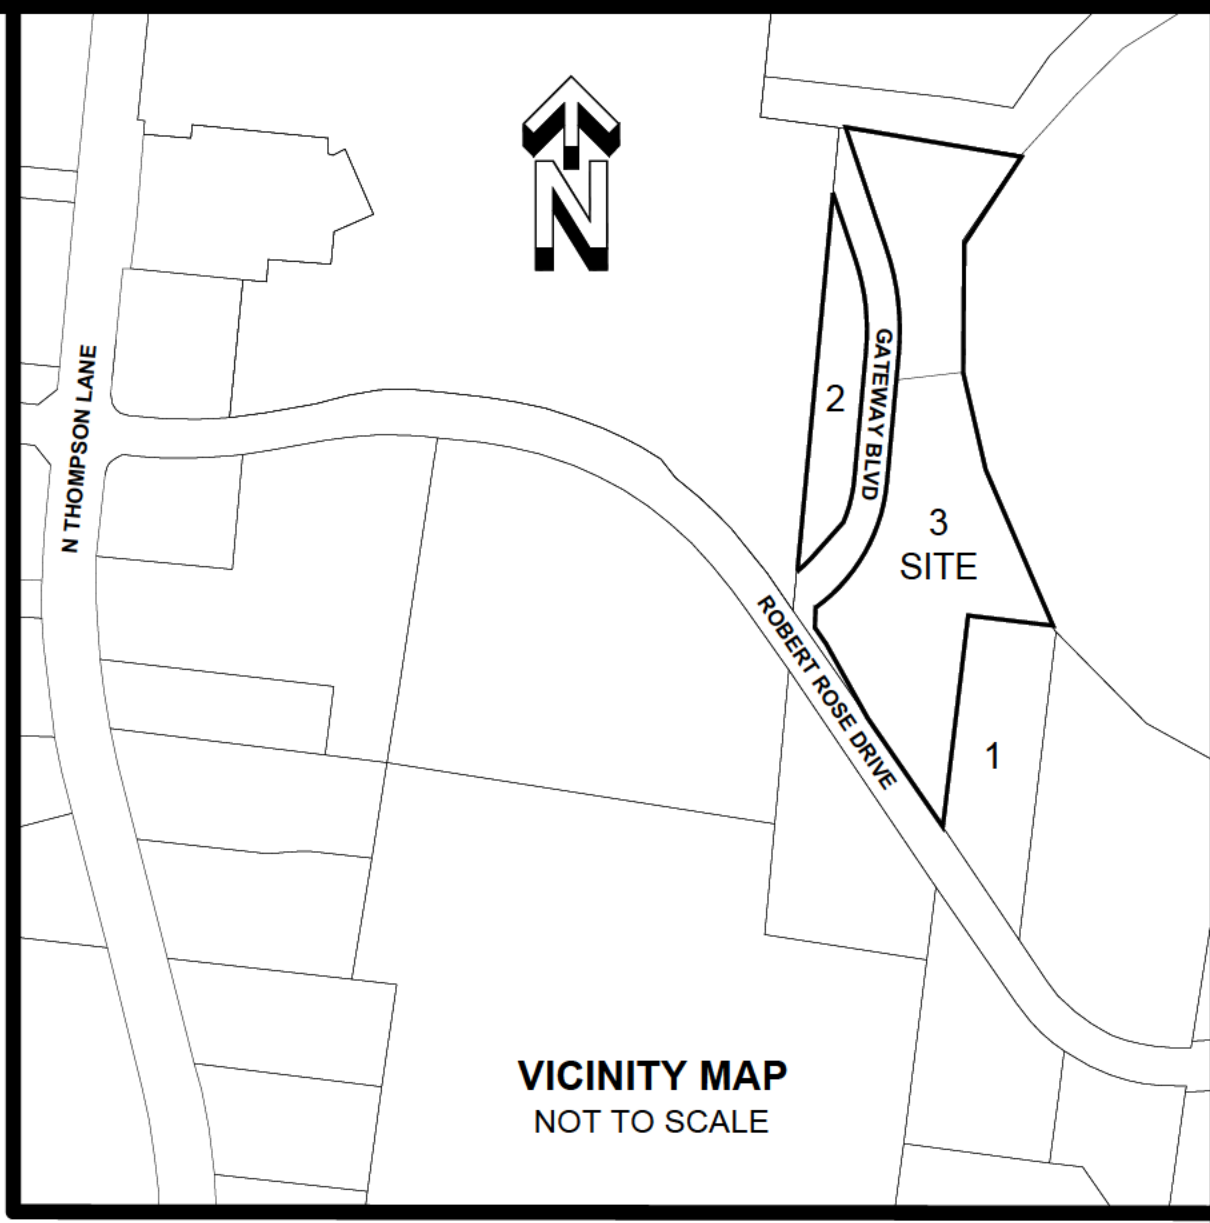 N
N THOMPSON LANE
GATEWAY BLVD
2
3
SITE
ROBERT ROSE DRIVE
1
VICINITY MAP
NOT TO SCALE